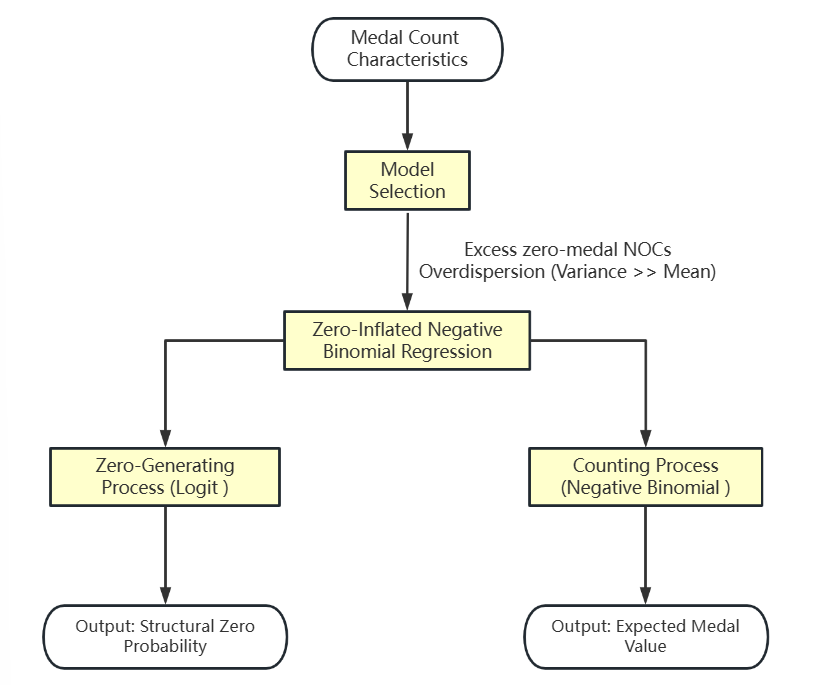 Medal Count
Characteristics
Model
Selection
Excess zero-medal NOCs
Overdispersion (Variance >> Mean)
Zero-Inflated Negative
Binomial Regression
Zero-Generating
Process (Logit )
Counting Process
(Negative Binomial )
Output: Structural Zero
Probability
Output: Expected Medal
Value